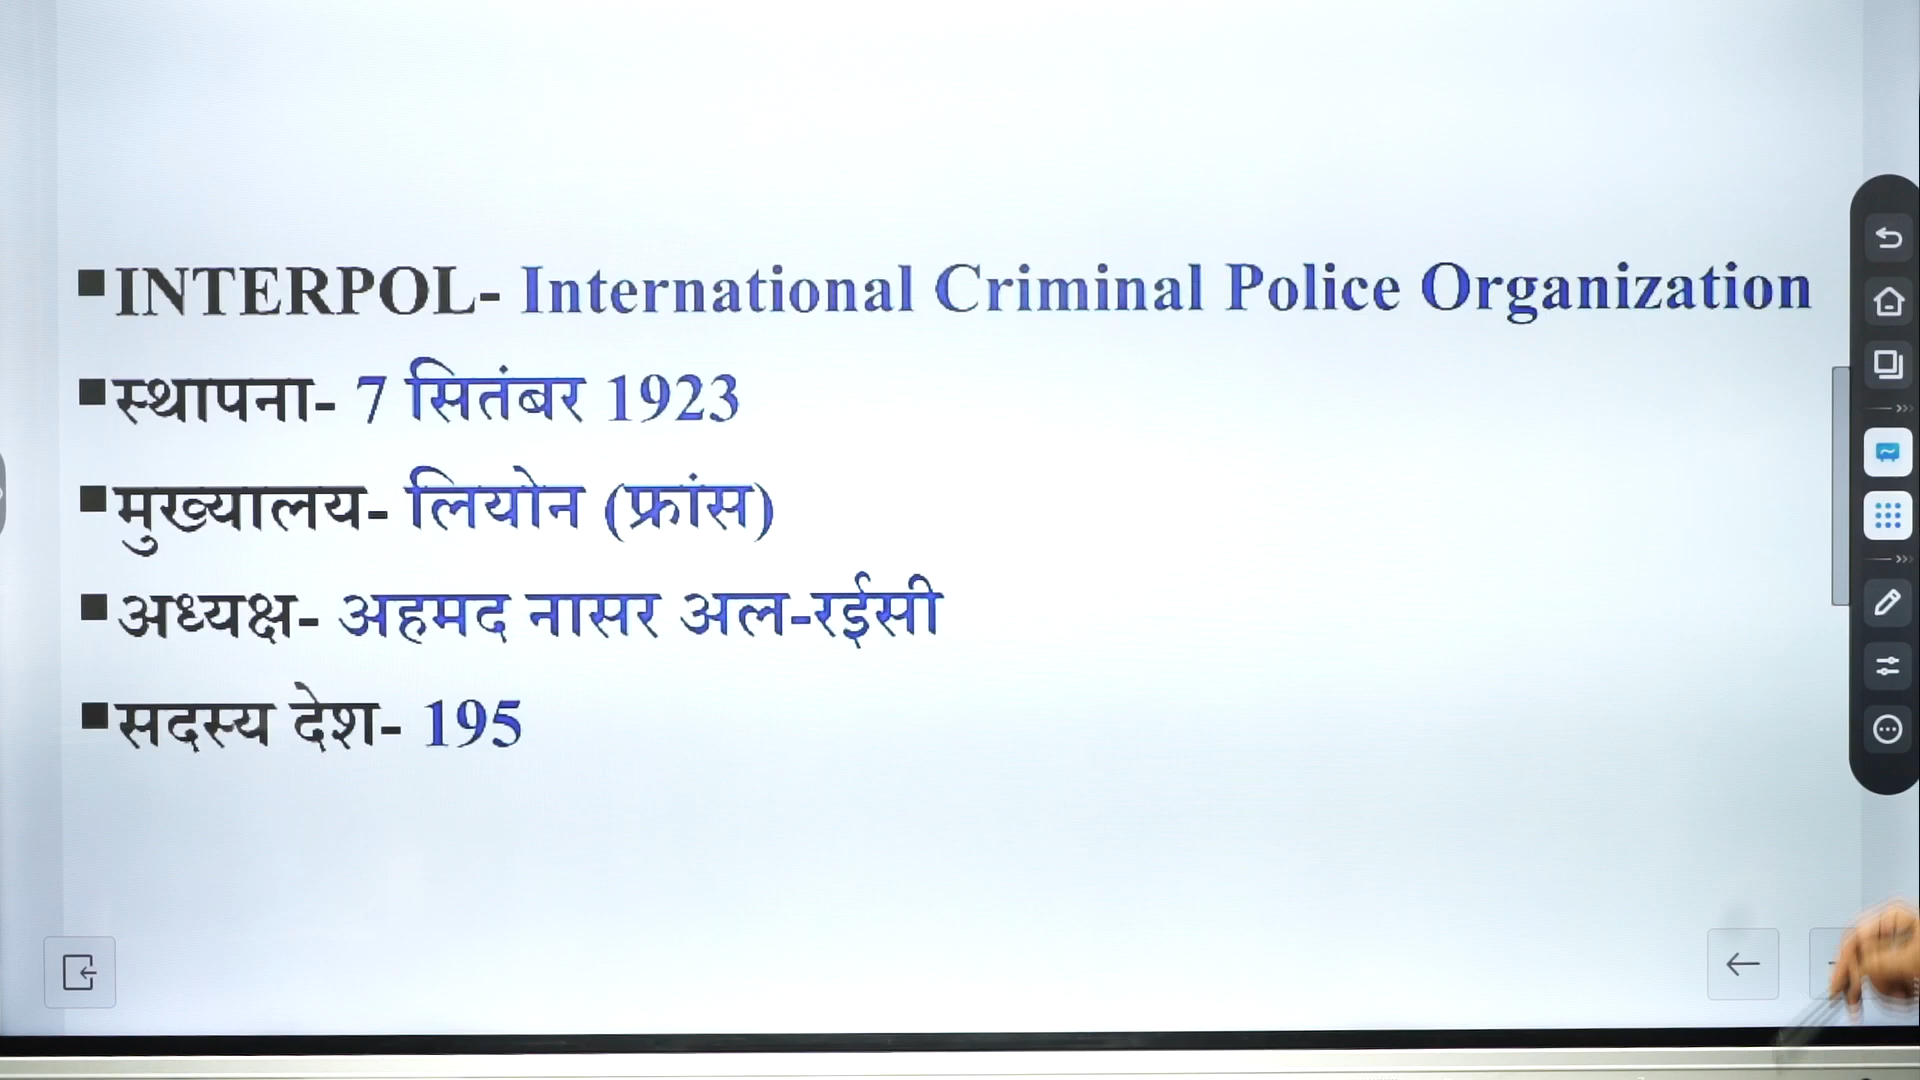 ▪INTERPOL- International Criminal Police Organization
▪स्थापना- 7 सितंबर 1923
▪मुख्यालय- लियोन (फ्रांस)
▪अध्यक्ष- अहमद नासर अल-रईसी
▪सदस्य देश- 195